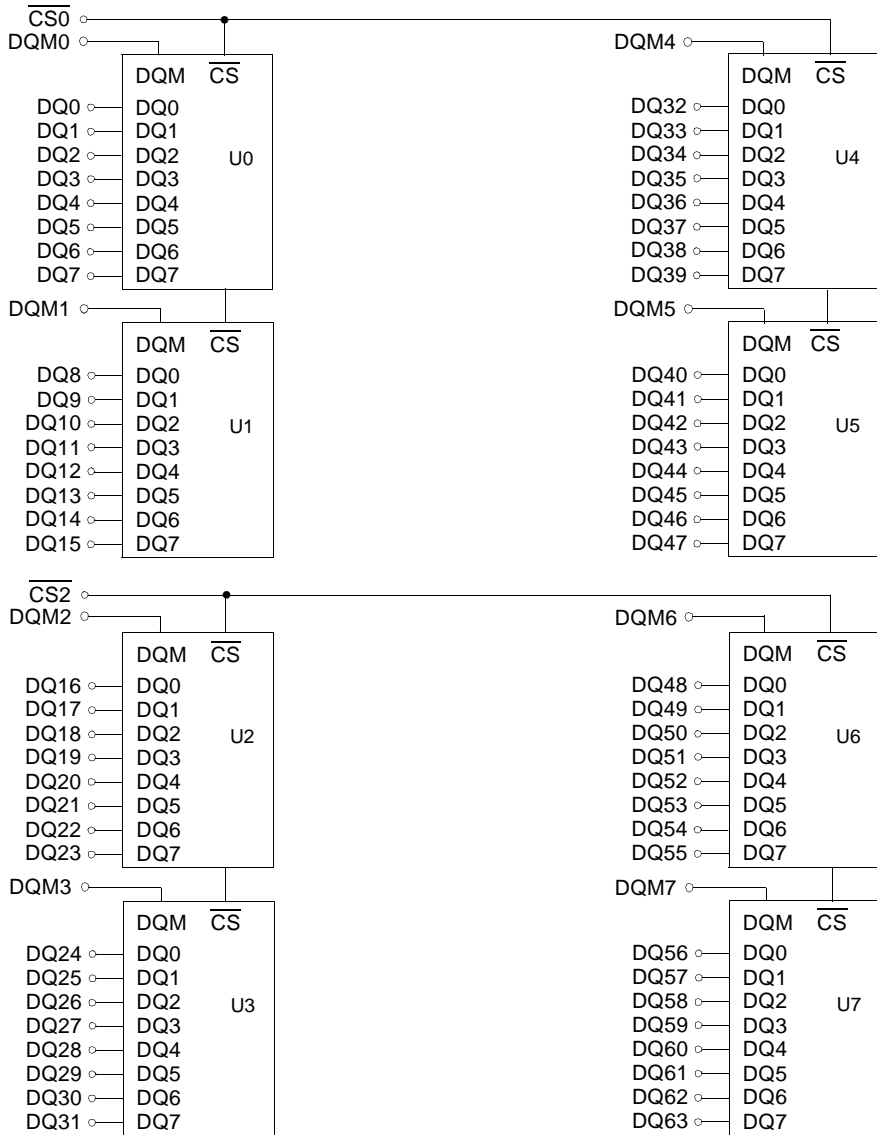 CS0
DQM0
DQM CS
DQ0 DQ0
DQ1 DQ1
DQ2 DQ2
U0
DQ3 DQ3
DQ4 DQ4
DQ5 DQ5
DQ6 DQ6
DQ7 DQ7
DQM1
DQM CS
DQ8 DQ0
DQ9 DQ1
DQ10 DQ2
U1
DQ11 DQ3
DQ12 DQ4
DQ13 DQ5
DQ14 DQ6
DQ15 DQ7
DQM4
DQM CS
DQ32 DQ0
DQ33 DQ1
DQ34 DQ2
U4
DQ35 DQ3
DQ36 DQ4
DQ37 DQ5
DQ38 DQ6
DQ39 DQ7
DQM5
DQM CS
DQ40 DQ0
DQ41 DQ1
DQ42 DQ2
U5
DQ43 DQ3
DQ44 DQ4
DQ45 DQ5
DQ46 DQ6
DQ47 DQ7
CS2
DQM2
DQM CS
DQ16 DQ0
DQ17 DQ1
DQ18 DQ2
U2
DQ19 DQ3
DQ20 DQ4
DQ21 DQ5
DQ22 DQ6
DQ23 DQ7
DQM3
DQM CS
DQ24 DQ0
DQ25 DQ1
DQ26 DQ2
U3
DQ27 DQ3
DQ28 DQ4
DQ29 DQ5
DQ30 DQ6
DQ31 DQ7
DQM6
DQM CS
DQ48 DQ0
DQ49 DQ1
DQ50 DQ2
U6
DQ51 DQ3
DQ52 DQ4
DQ53 DQ5
DQ54 DQ6
DQ55 DQ7
DQM7
DQM CS
DQ56 DQ0
DQ57 DQ1
DQ58 DQ2
U7
DQ59 DQ3
DQ60 DQ4
DQ61 DQ5
DQ62 DQ6
DQ63 DQ7